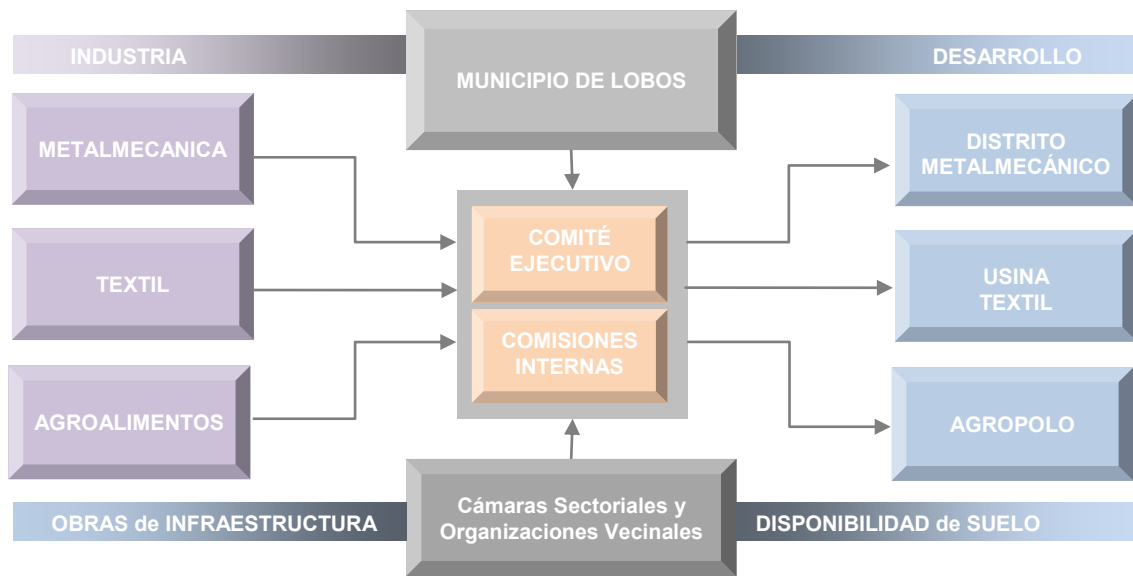 INDUSTRIA
MUNICIPIO DE LOBOS
DESARROLLO
METALMECANICA
DISTRITO
METALMECÁNICO
COMITÉ
EJECUTIVO
TEXTIL
USINA
TEXTIL
COMISIONES
INTERNAS
AGROALIMENTOS
AGROPOLO
OBRAS de INFRAESTRUCTURA
Cámaras Sectoriales y
Organizaciones Vecinales
DISPONIBILIDAD de SUELO